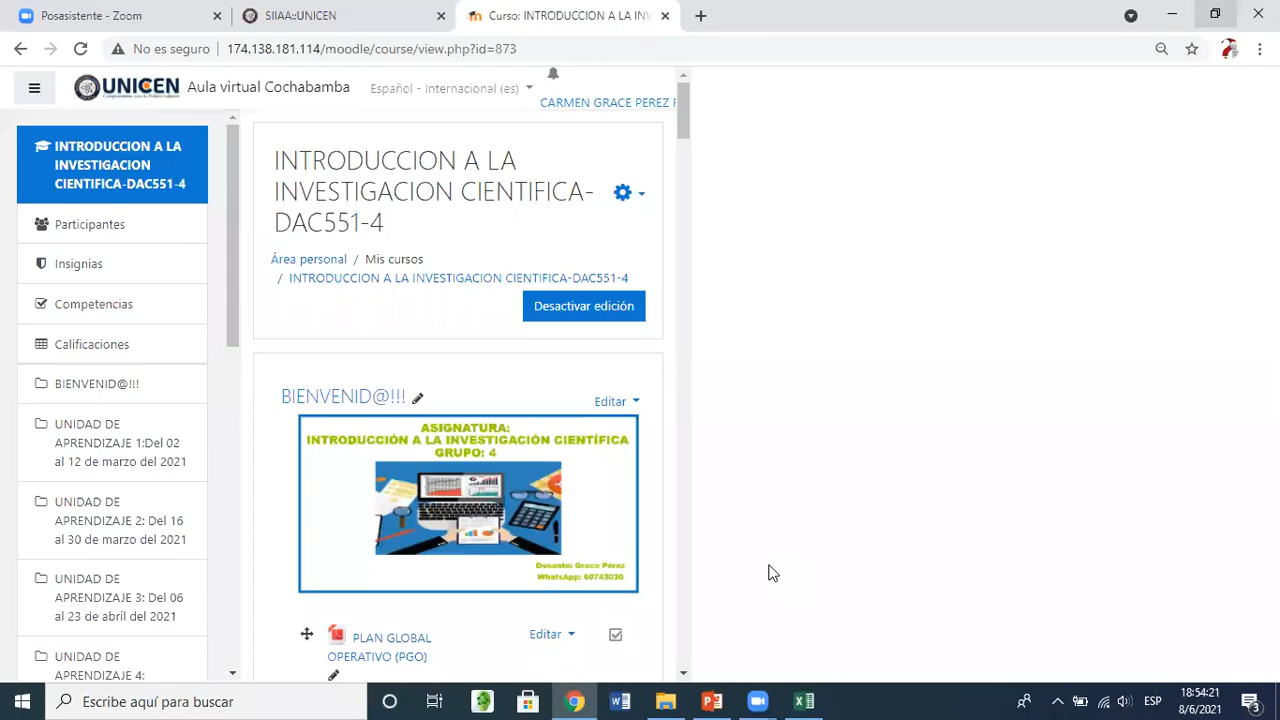 Posasistente - Zoom
SIIAA::UNICEN
Curso: INTRODUCCION A LA INV
No es seguro
174.138.181.114/moodle/course/view.php?id=873
UNICEN
Aula virtual Cochabamba
Español - Internacional (es)
CARMEN GRACE PEREZ
INTRODUCCION A LA
INVESTIGACION
CIENTIFICA-DAC551-4
Participantes
Insignias
Competencias
Calificaciones
BIENVENID@!!!
UNIDAD DE
APRENDIZAJE 1:Del 02
al 12 de marzo del 2021
UNIDAD DE
APRENDIZAJE 2: Del 16
al 30 de marzo del 2021
UNIDAD DE
APRENDIZAJE 3: Del 06
al 23 de abril del 2021
UNIDAD DE
APRENDIZAJE 4:
INTRODUCCION A LA
INVESTIGACION CIENTIFICA-
DAC551-4
Área personal / Mis cursos
/ INTRODUCCION A LA INVESTIGACION CIENTIFICA-DAC551-4
Desactivar edición
BIENVENID@!!!
Editar
ASIGNATURA:
INTRODUCCIÓN A LA INVESTIGACIÓN CIENTÍFICA
GRUPO: 4
Docente: Grace Pérez
WhatsApp: 60743030
PLAN GLOBAL
OPERATIVO (PGO)
Editar
Escribe aquí para buscar
ESP
18:54:21
8/6/2021
3